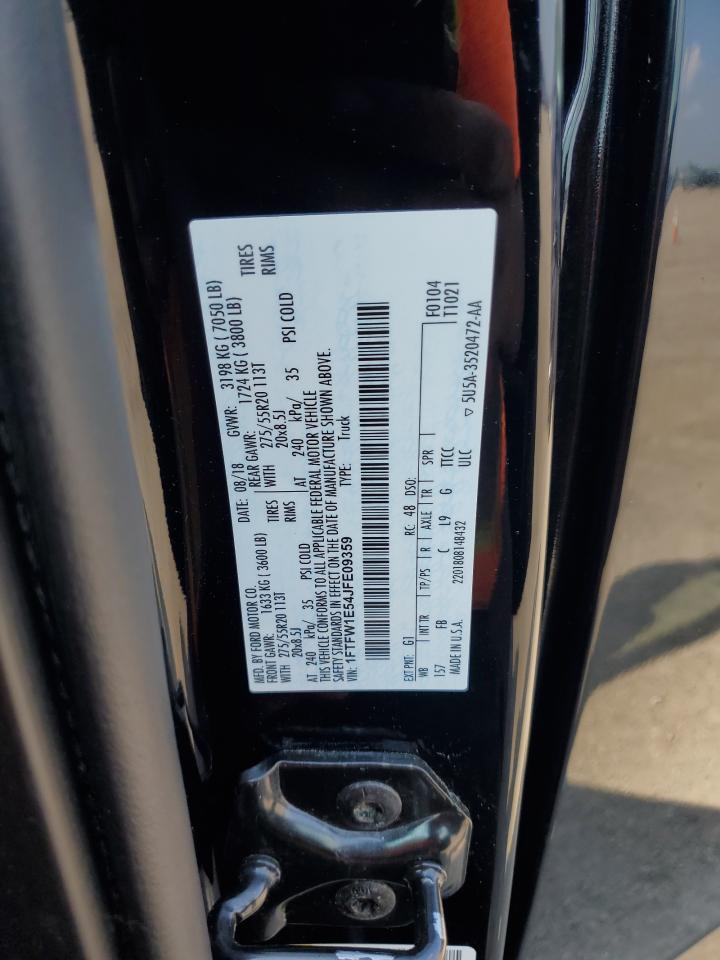 MFD. BY FORD MOTOR CO. DATE: 08/18 GVWR: 3198 KG ( 7050 LB)
FRONT GAWR: 1633 KG ( 3600 LB) REAR GAWR: 1724 KG ( 3800 LB)
WITH 275/55R20 113T TIRES WITH 275/55R20 113T TIRES
20x8.5J RIMS 20x8.5J RIMS
AT 240 kPa/ 35 PSI COLD AT 240 kPa/ 35 PSI COLD
THIS VEHICLE CONFORMS TO ALL APPLICABLE FEDERAL MOTOR VEHICLE
SAFETY STANDARDS IN EFFECT ON THE DATE OF MANUFACTURE SHOWN ABOVE.
VIN: 1FTFW1E54JFE09359 TYPE: Truck
EXT PNT: G1 RC: 48 DSO: F0104
WB INT TR TP/PS R AXLE TR SPR T1021
157 FB C L9 G TTCC
MADE IN U.S.A. 2201808148432 ULC ▽ 5U5A-3520472-AA